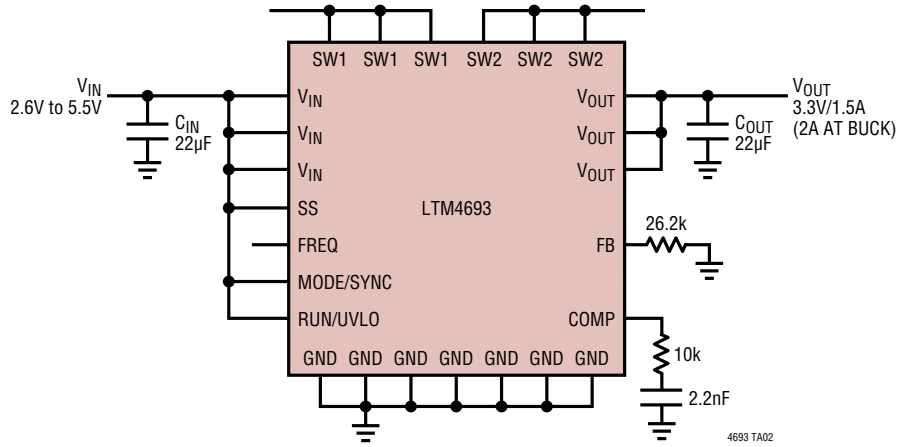 SW1 SW1 SW1 SW2 SW2 SW2
VIN
2.6V to 5.5V
CIN
22µF
VIN
VIN
VIN
SS
FREQ
MODE/SYNC
RUN/UVLO
LTM4693
VOUT
VOUT
VOUT
FB
COMP
GND GND GND GND GND GND GND
COUT
22µF
VOUT
3.3V/1.5A
(2A AT BUCK)
26.2k
10k
2.2nF
4693 TA02